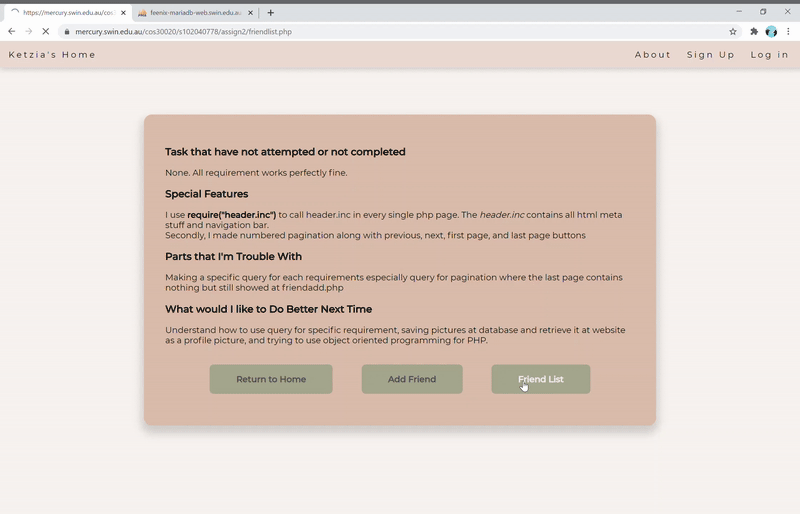 https://mercury.swin.edu.au/cos
feenix-mariadb-web.swin.edu.au
mercury.swin.edu.au/cos30020/s102040778/assign2/friendlist.php
Ketzia's Home
About Sign Up Log in
Task that have not attempted or not completed
None. All requirement works perfectly fine.
Special Features
I use require("header.inc") to call header.inc in every single php page. The header.inc contains all html meta
stuff and navigation bar.
Secondly, I made numbered pagination along with previous, next, first page, and last page buttons
Parts that I'm Trouble With
Making a specific query for each requirements especially query for pagination where the last page contains
nothing but still showed at friendadd.php
What would I like to Do Better Next Time
Understand how to use query for specific requirement, saving pictures at database and retrieve it at website
as a profile picture, and trying to use object oriented programming for PHP.
Return to Home Add Friend Friend List